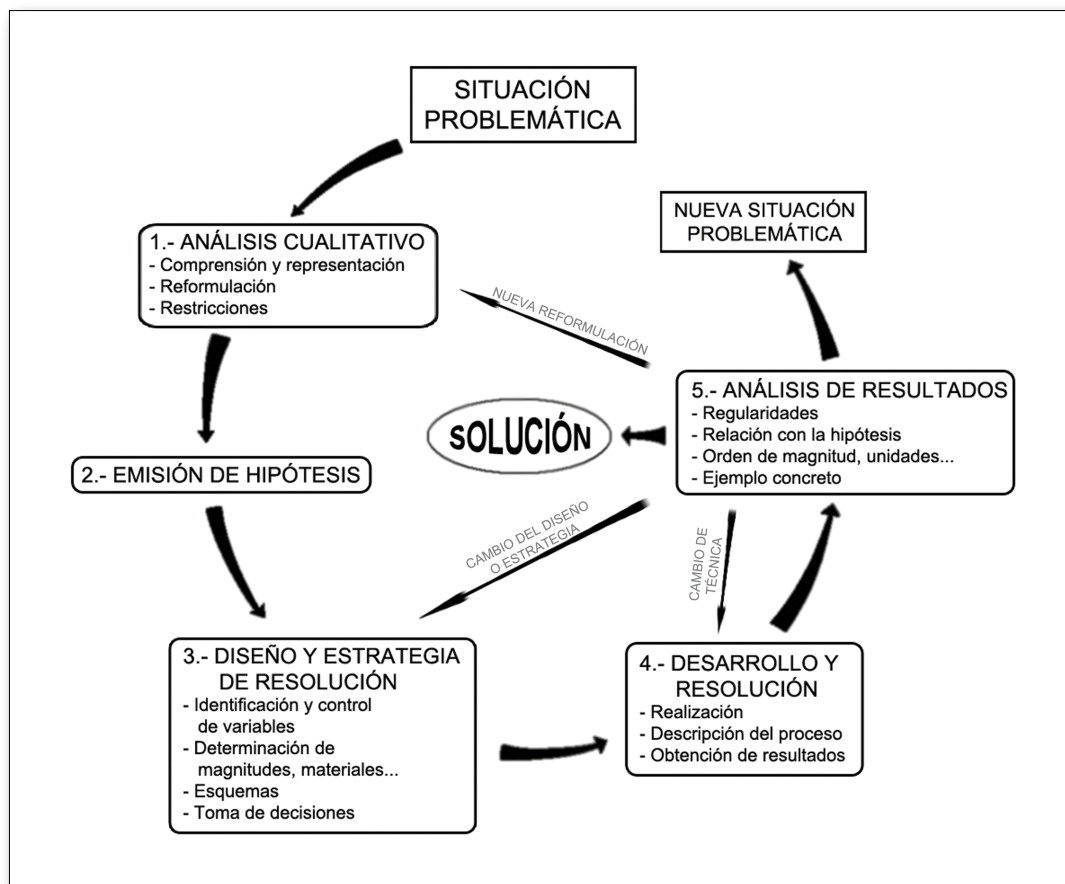 SITUACIÓN
PROBLEMÁTICA
NUEVA SITUACIÓN
PROBLEMÁTICA
1.- ANÁLISIS CUALITATIVO
- Comprensión y representación
- Reformulación
- Restricciones
NUEVA REFORMULACIÓN
5.- ANÁLISIS DE RESULTADOS
- Regularidades
- Relación con la hipótesis
- Orden de magnitud, unidades...
- Ejemplo concreto
SOLUCIÓN
2.- EMISIÓN DE HIPÓTESIS
CAMBIO DEL DISEÑO
O ESTRATEGIA
CAMBIO DE
TÉCNICA
3.- DISEÑO Y ESTRATEGIA
DE RESOLUCIÓN
- Identificación y control
de variables
- Determinación de
magnitudes, materiales...
- Esquemas
- Toma de decisiones
4.- DESARROLLO Y
RESOLUCIÓN
- Realización
- Descripción del proceso
- Obtención de resultados